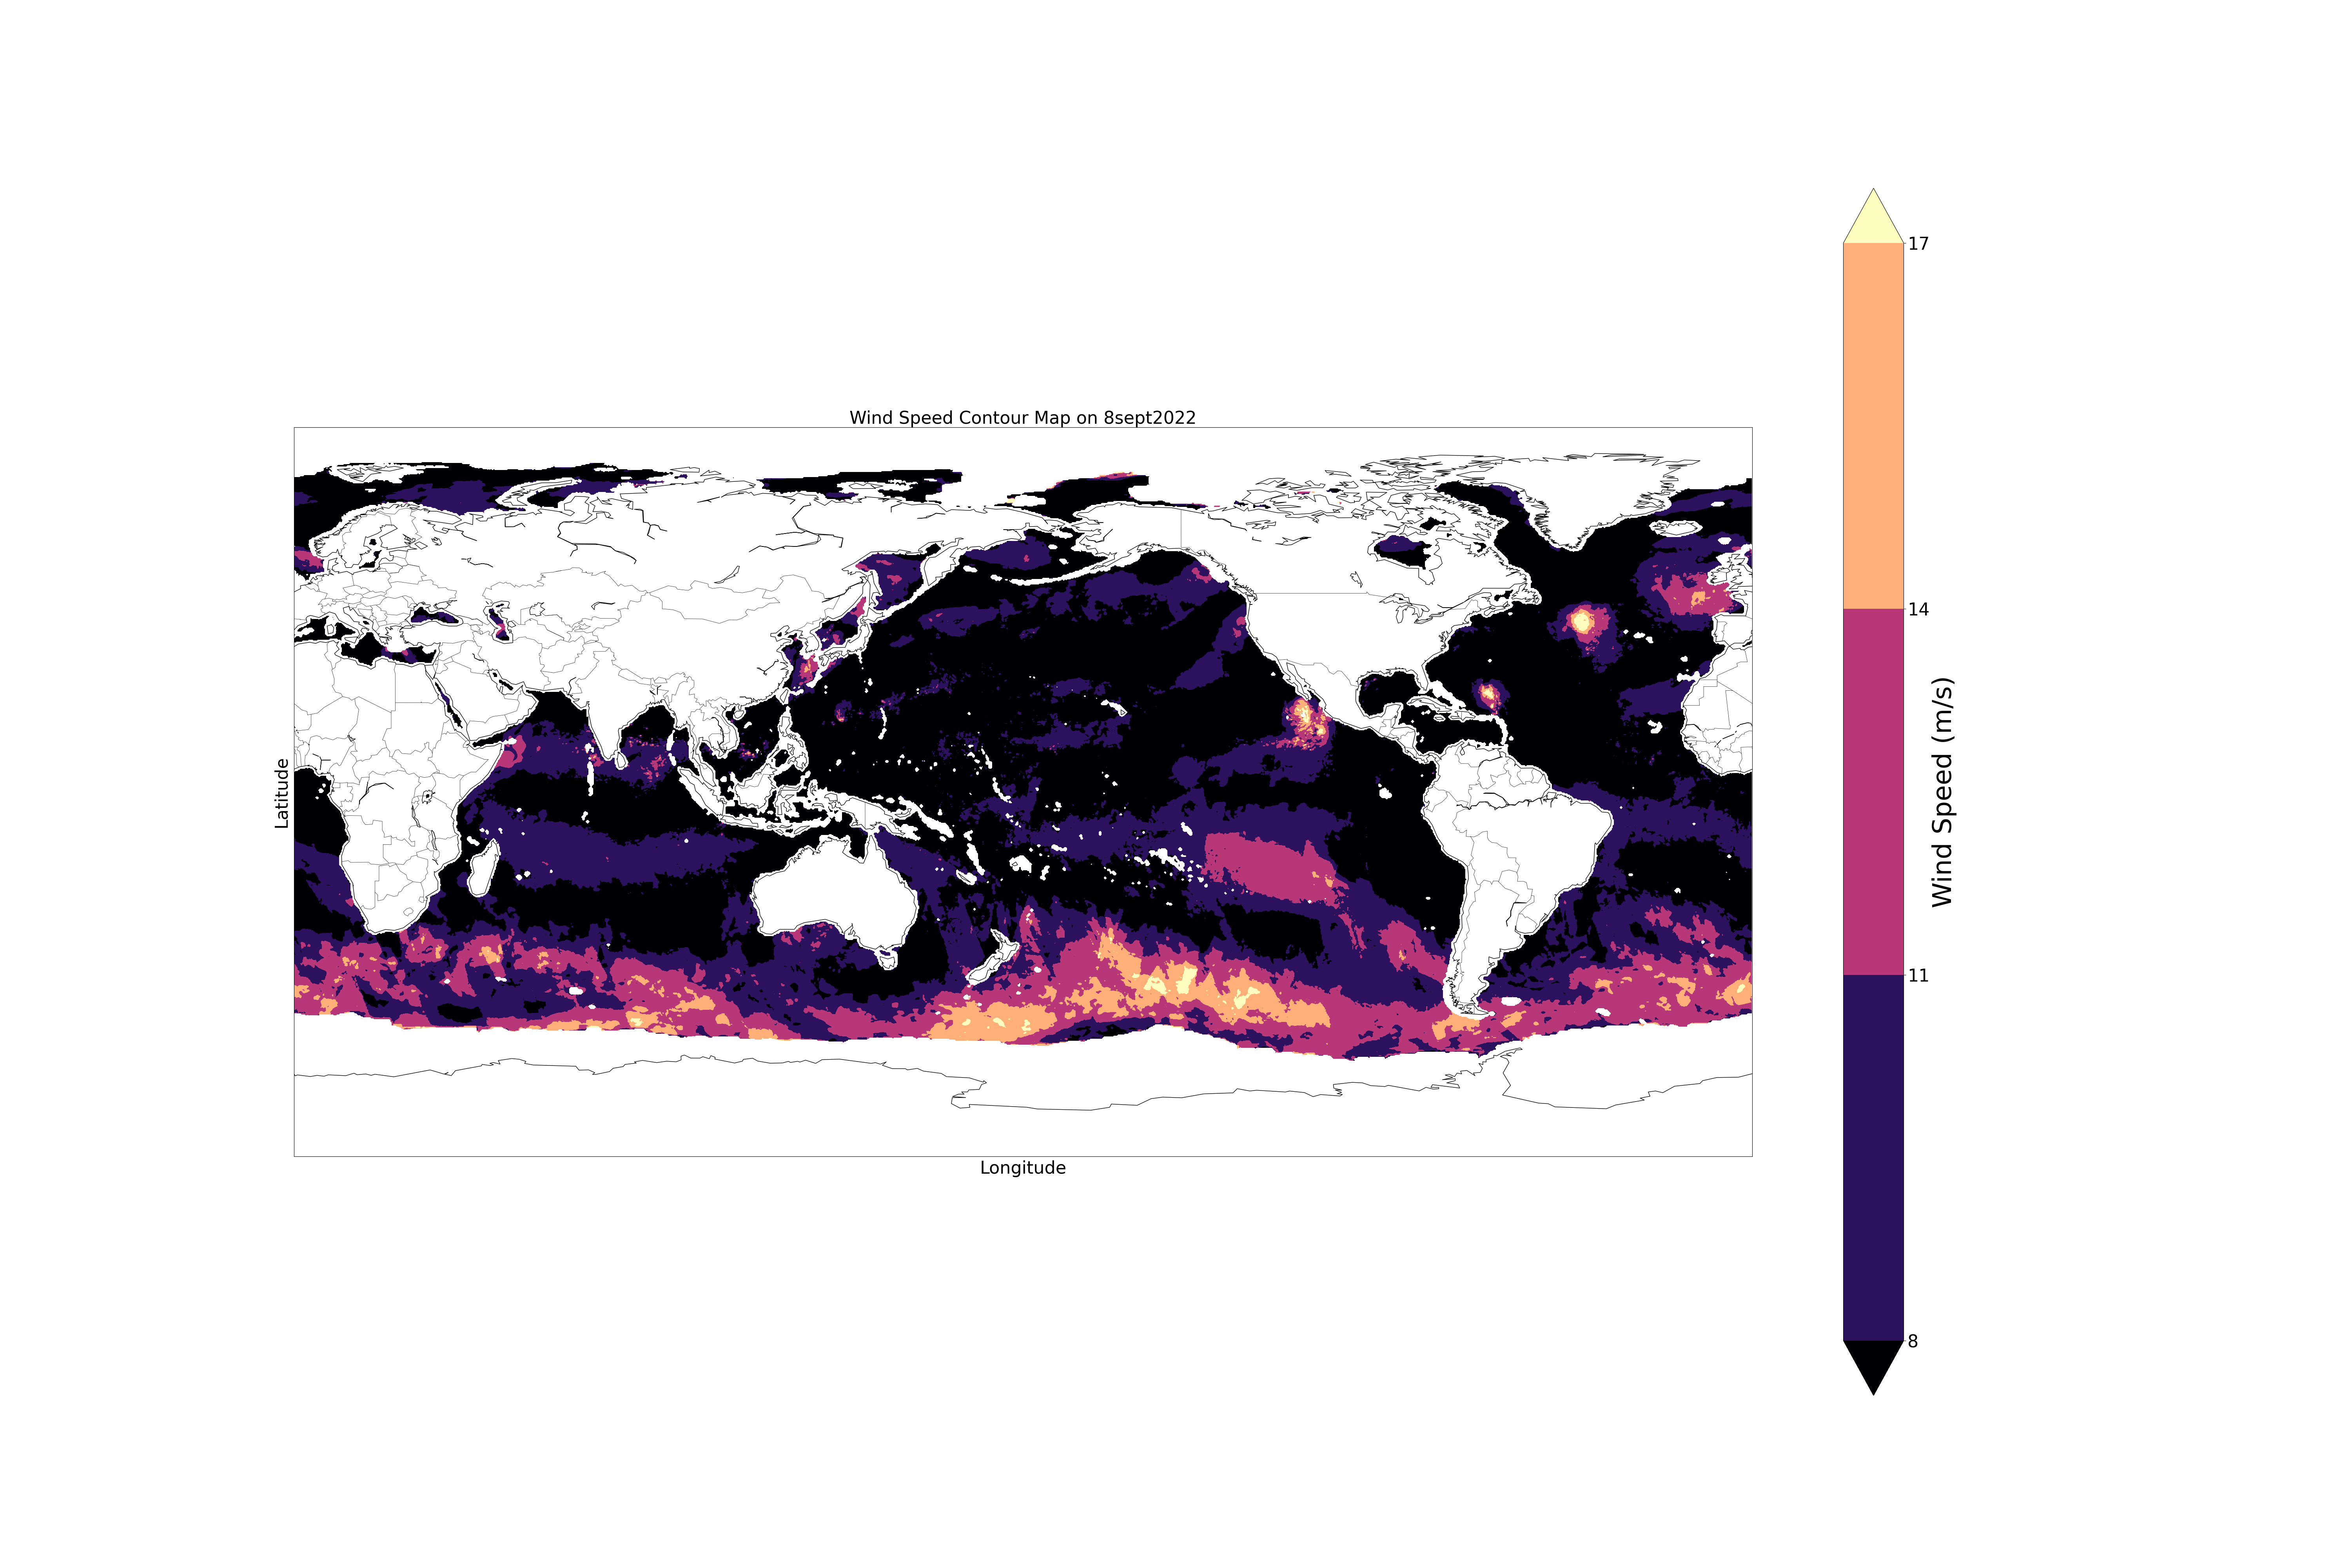 Wind Speed Contour Map on 8sept2022
Latitude
Longitude
17
14
11
8
Wind Speed (m/s)